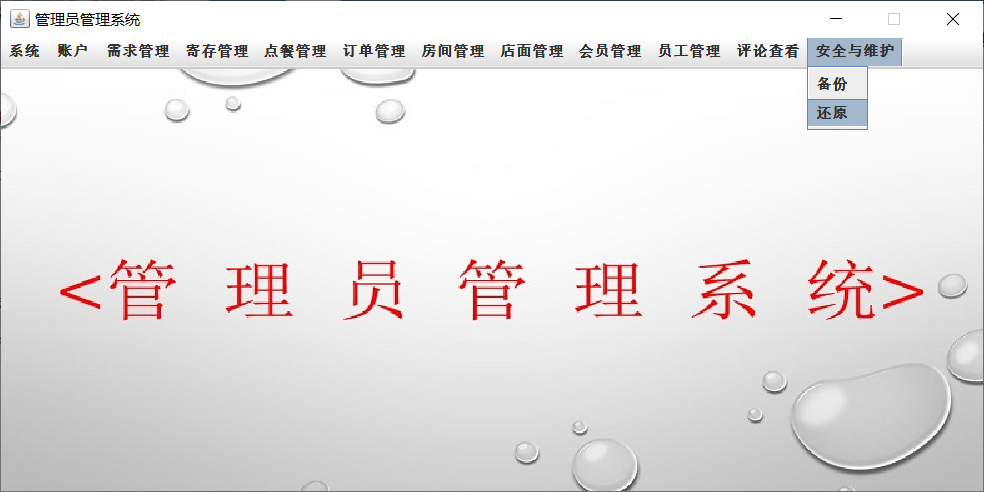 管理员管理系统
系统 账户 需求管理 寄存管理 点餐管理 订单管理 房间管理 店面管理 会员管理 员工管理 评论查看 安全与维护
备份
还原
<管 理 员 管 理 系 统>